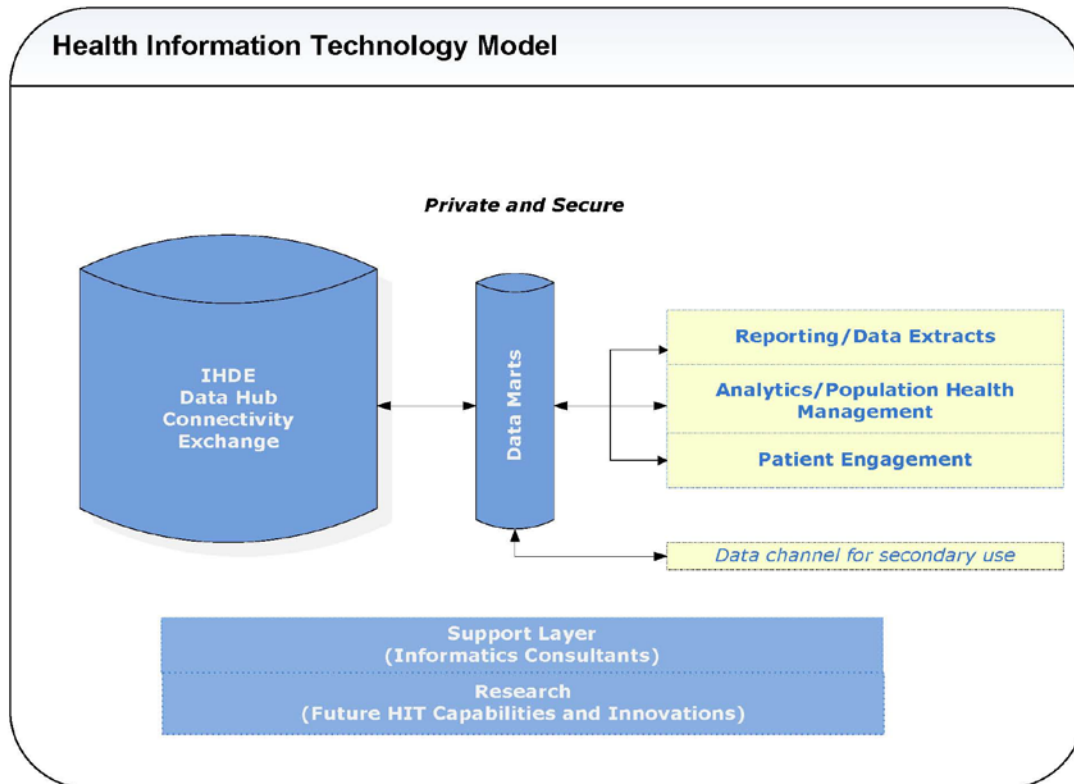 Health Information Technology Model
Private and Secure
IHDE
Data Hub
Connectivity
Exchange
Data Marts
Reporting/Data Extracts
Analytics/Population Health
Management
Patient Engagement
Data channel for secondary use
Support Layer
(Informatics Consultants)
Research
(Future HIT Capabilities and Innovations)